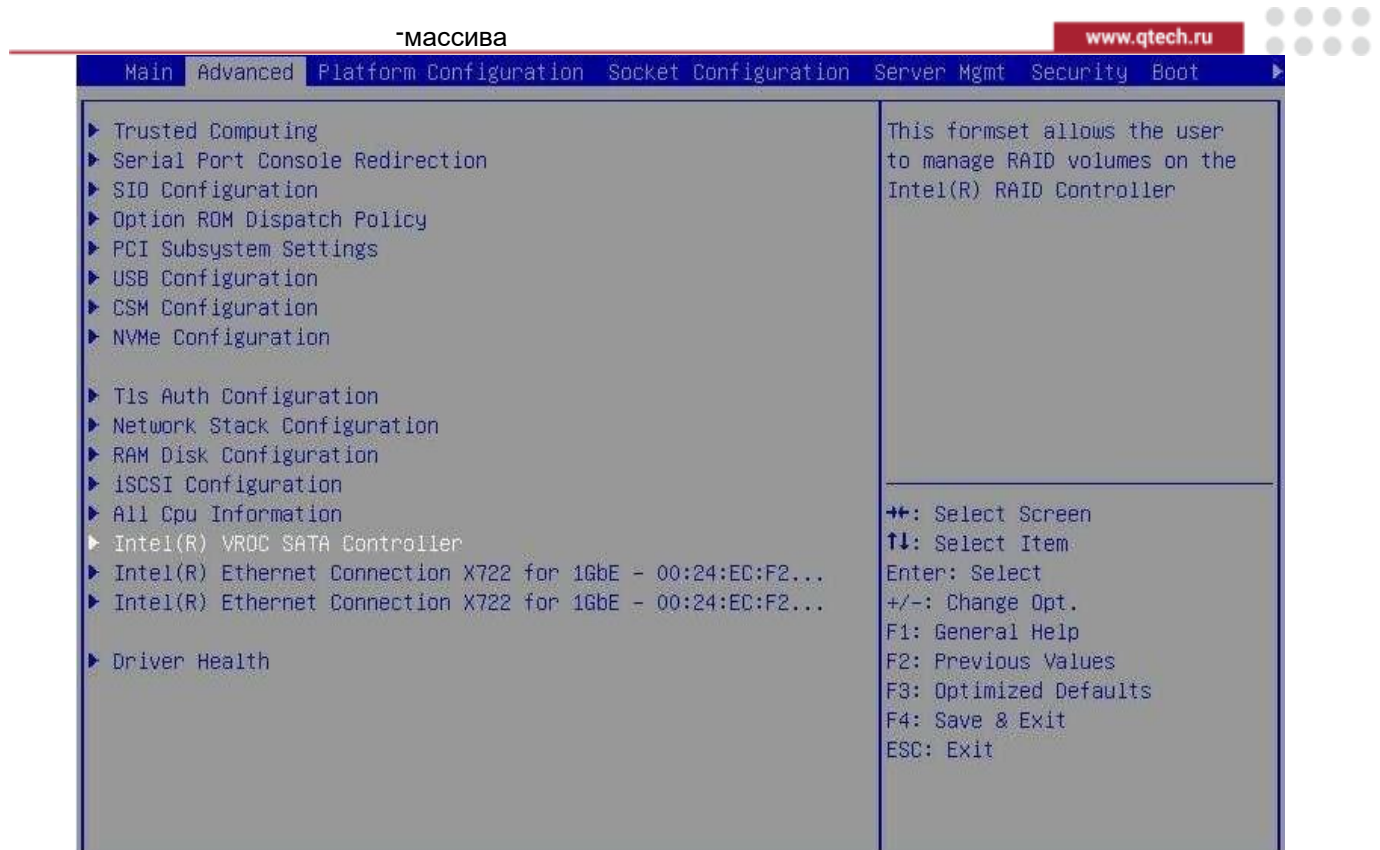 -массива
www.qtech.ru
Main Advanced Platform Configuration Socket Configuration Server Mgmt Security Boot
Trusted Computing
Serial Port Console Redirection
SIO Configuration
Option ROM Dispatch Policy
PCI Subsystem Settings
USB Configuration
CSM Configuration
NVMe Configuration
Tls Auth Configuration
Network Stack Configuration
RAM Disk Configuration
iSCSI Configuration
All Cpu Information
Intel(R) VROC SATA Controller
Intel(R) Ethernet Connection X722 for 1GbE - 00:24:EC:F2...
Intel(R) Ethernet Connection X722 for 1GbE - 00:24:EC:F2...
Driver Health
This formset allows the user
to manage RAID volumes on the
Intel(R) RAID Controller
→←: Select Screen
↑↓: Select Item
Enter: Select
+/-: Change Opt.
F1: General Help
F2: Previous Values
F3: Optimized Defaults
F4: Save & Exit
ESC: Exit